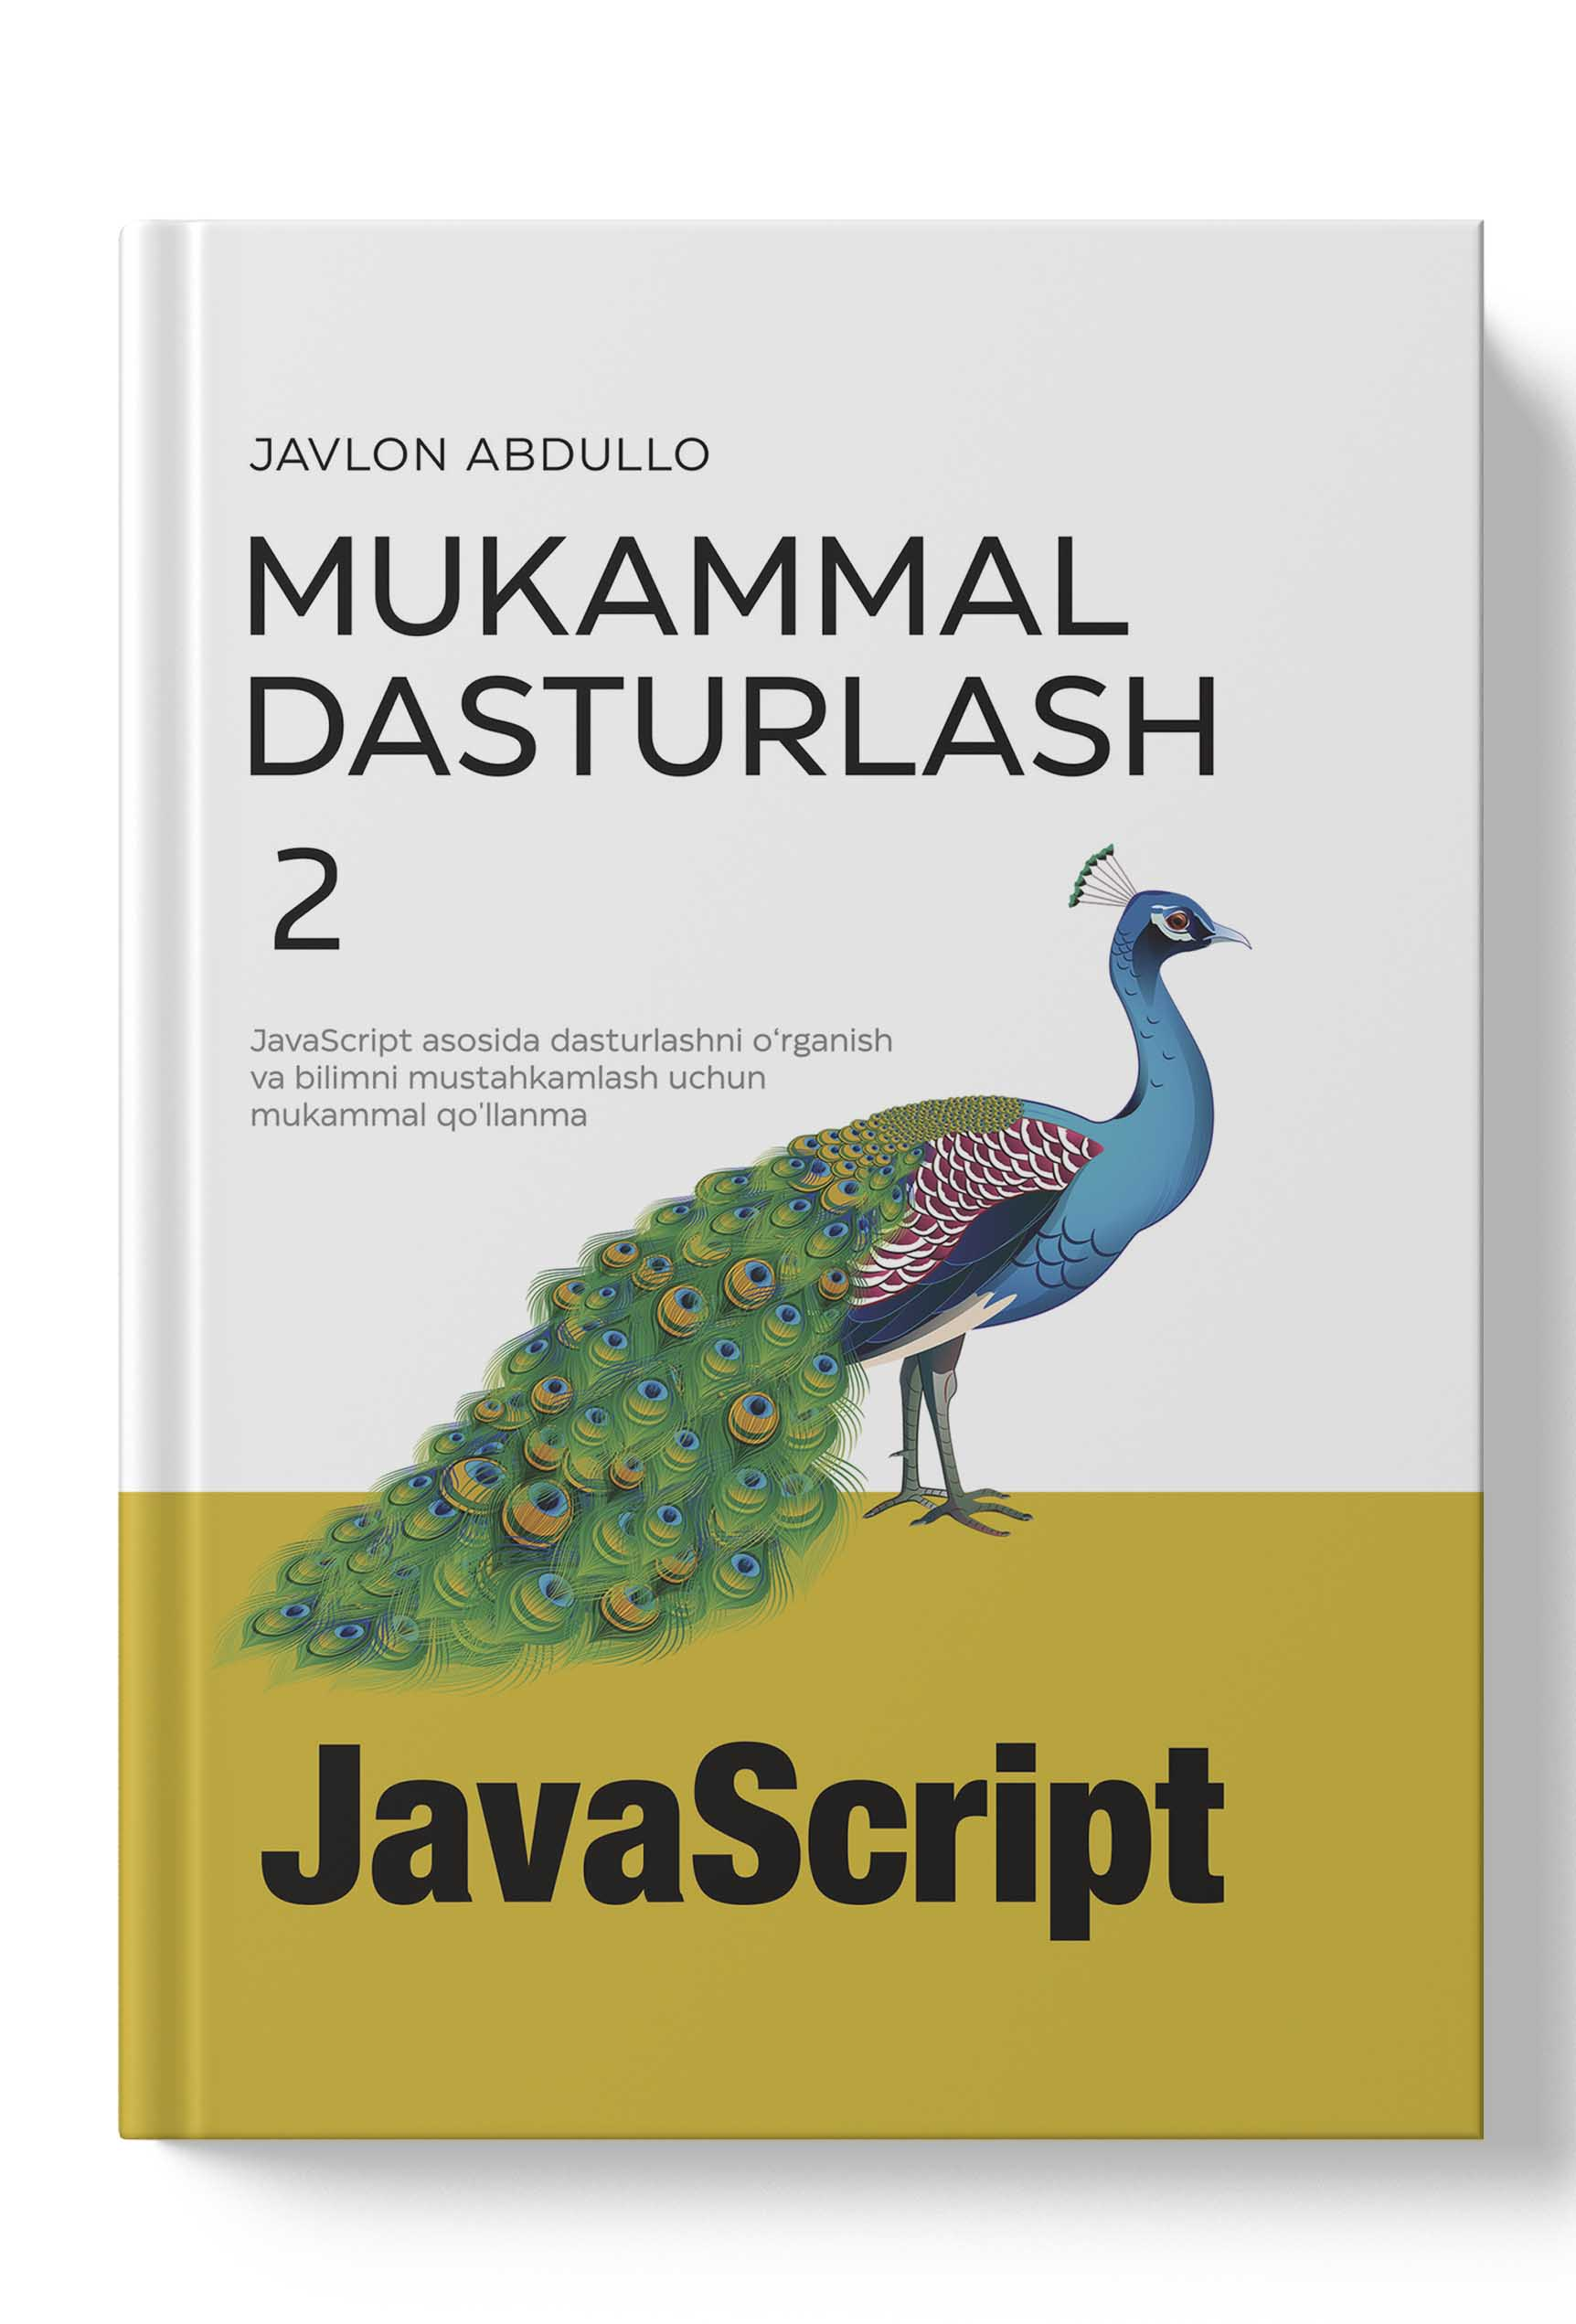 JAVLON ABDULLO
MUKAMMAL
DASTURLASH
2
JavaScript asosida dasturlashni o‘rganish
va bilimni mustahkamlash uchun
mukammal qo'llanma
JavaScript